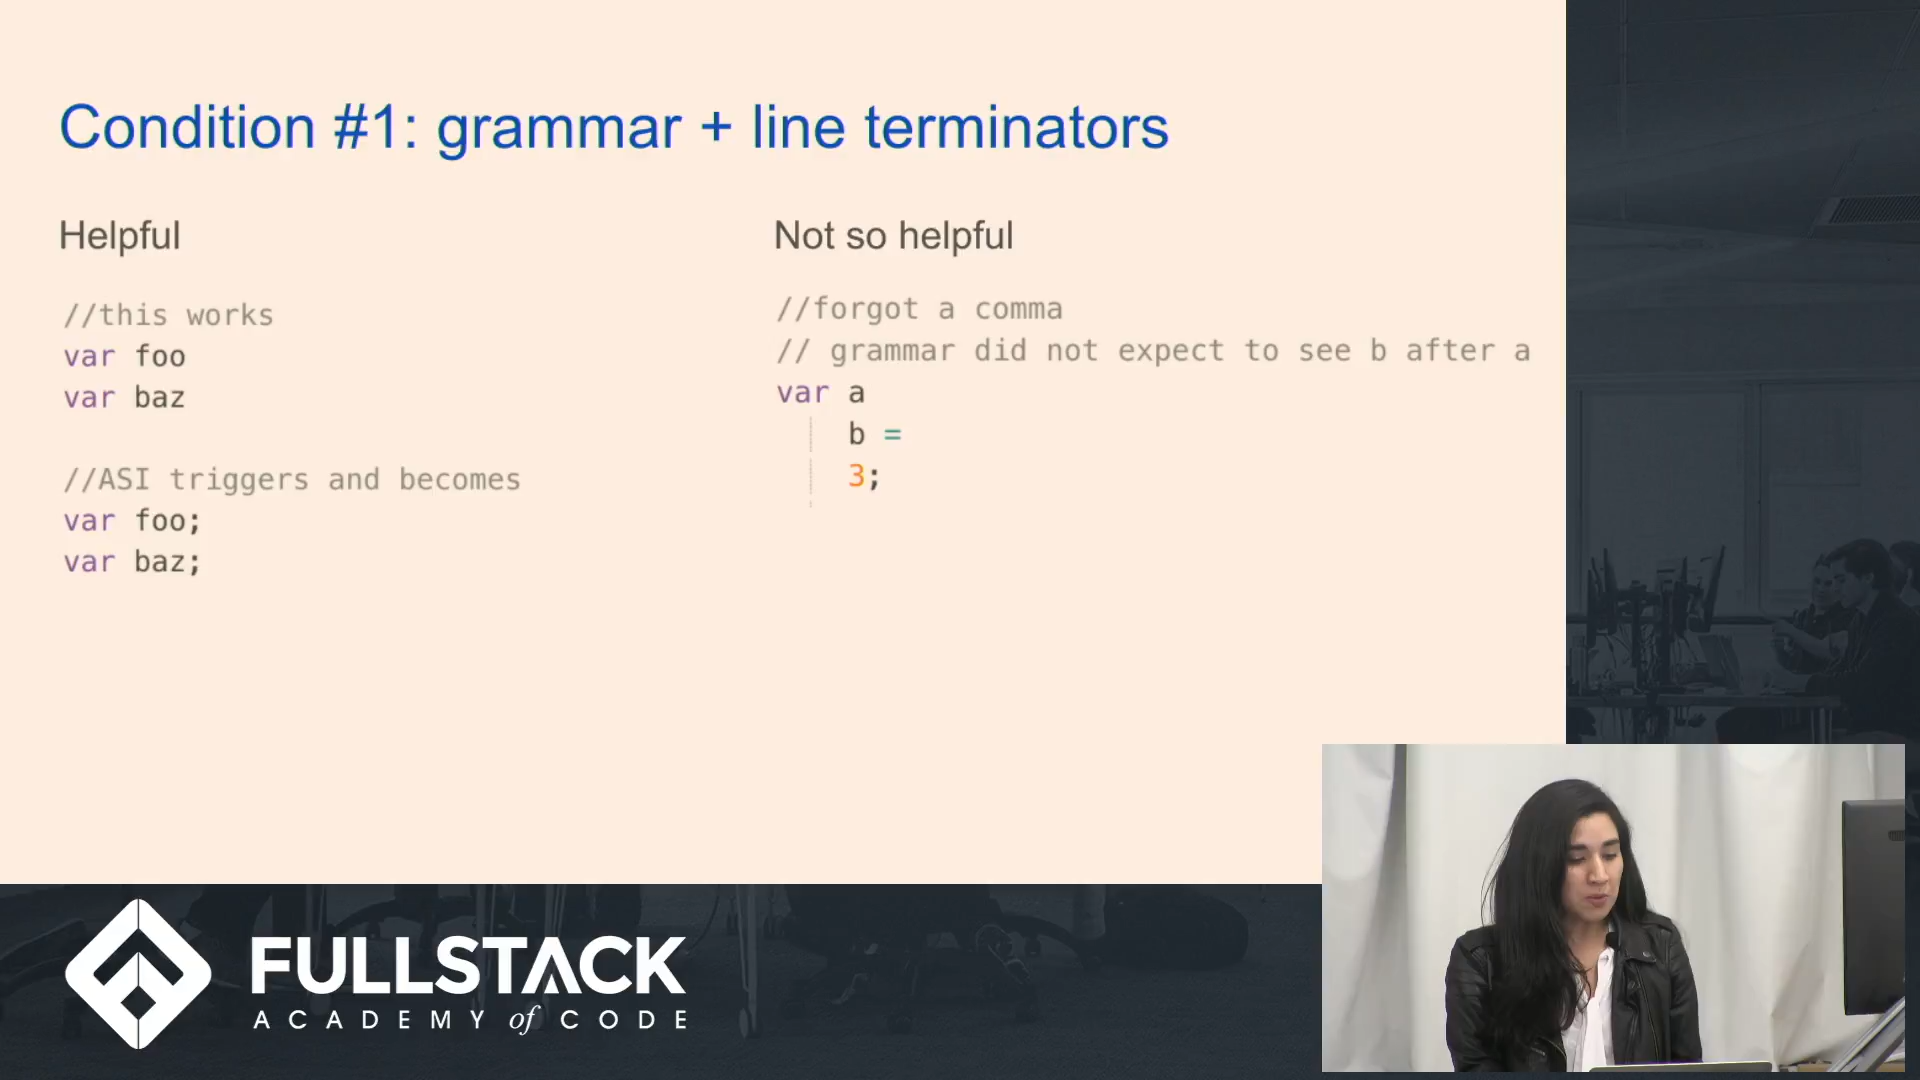 Condition #1: grammar + line terminators
Helpful
//this works
var foo
var baz
//ASI triggers and becomes
var foo;
var baz;
Not so helpful
//forgot a comma
// grammar did not expect to see b after a
var a
b =
3;
FULLSTACK
ACADEMY of CODE